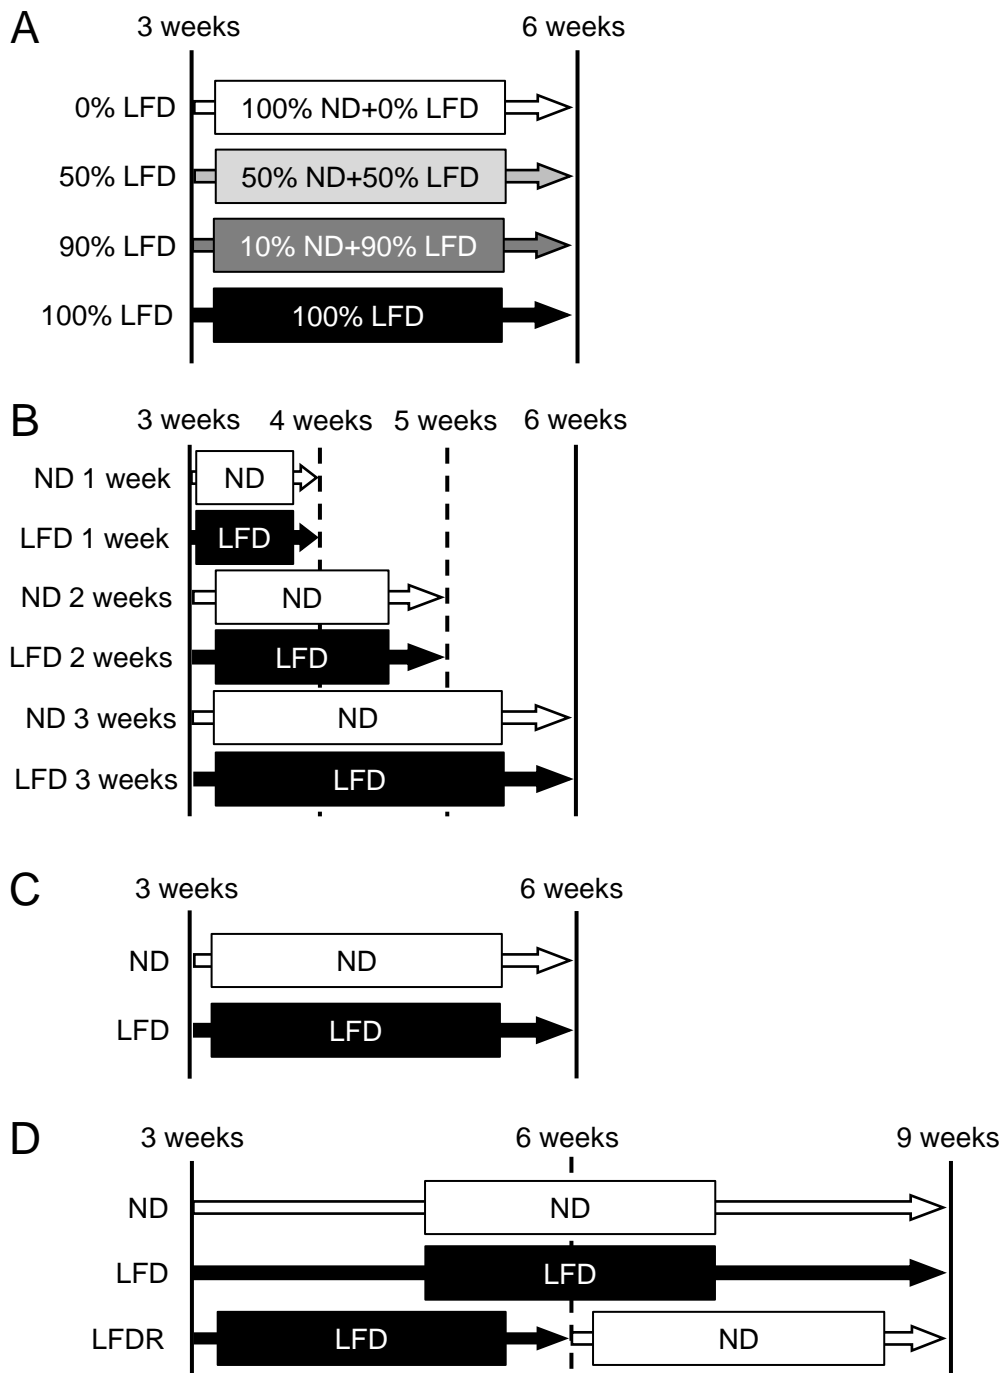 A
3 weeks 6 weeks
0% LFD 100% ND+0% LFD
50% LFD 50% ND+50% LFD
90% LFD 10% ND+90% LFD
100% LFD 100% LFD
B
3 weeks 4 weeks 5 weeks 6 weeks
ND 1 week ND
LFD 1 week LFD
ND 2 weeks ND
LFD 2 weeks LFD
ND 3 weeks ND
LFD 3 weeks LFD
C
3 weeks 6 weeks
ND ND
LFD LFD
D
3 weeks 6 weeks 9 weeks
ND ND
LFD LFD
LFDR LFD ND